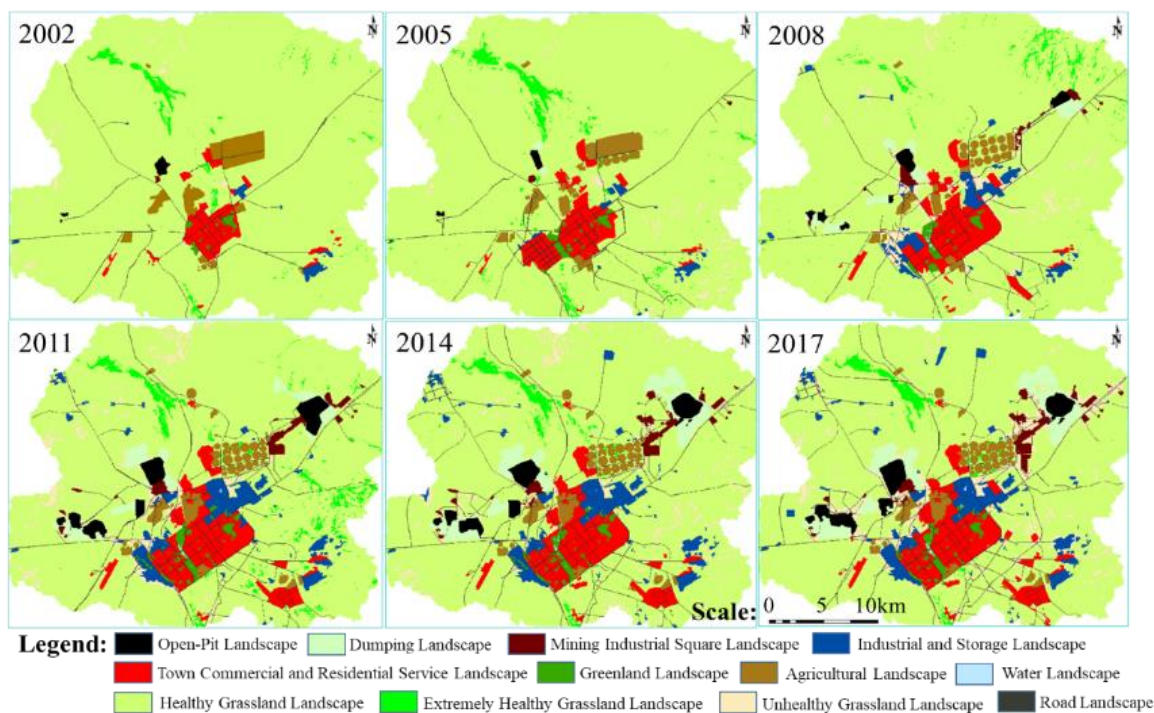 2002
N
2005
N
2008
N
2011
N
2014
N
2017
N
Scale: 0 5 10km
Legend: Open-Pit Landscape Dumping Landscape Mining Industrial Square Landscape Industrial and Storage Landscape
Town Commercial and Residential Service Landscape Greenland Landscape Agricultural Landscape Water Landscape
Healthy Grassland Landscape Extremely Healthy Grassland Landscape Unhealthy Grassland Landscape Road Landscape